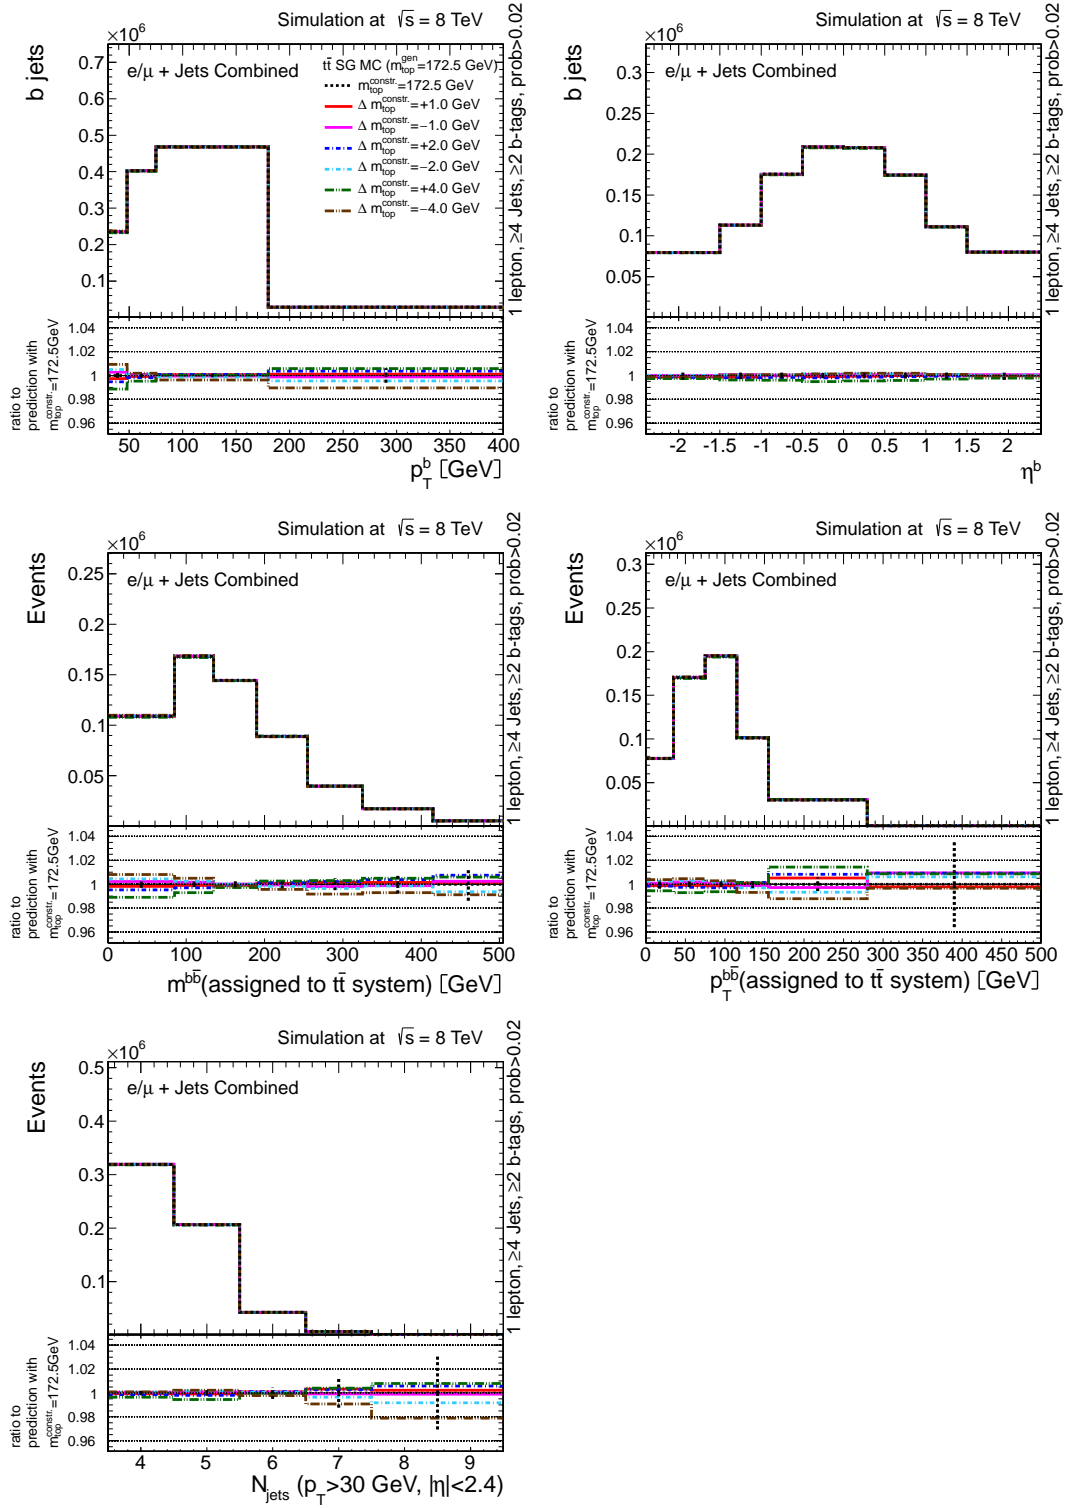 Simulation at √s = 8 TeV
×10⁶
b jets
e/μ + Jets Combined
tt̄ SG MC (m_top^gen=172.5 GeV)
m_top^constr.=172.5 GeV
Δ m_top^constr.=+1.0 GeV
Δ m_top^constr.=−1.0 GeV
Δ m_top^constr.=+2.0 GeV
Δ m_top^constr.=−2.0 GeV
Δ m_top^constr.=+4.0 GeV
Δ m_top^constr.=−4.0 GeV
0.7
0.6
0.5
0.4
0.3
0.2
0.1
1 lepton, ≥4 Jets, ≥2 b-tags, prob>0.02
ratio to
prediction with
m_top^constr.=172.5GeV
1.04
1.02
1
0.98
0.96
50 100 150 200 250 300 350 400
p_T^b [GeV]
Simulation at √s = 8 TeV
×10⁶
b jets
e/μ + Jets Combined
0.3
0.25
0.2
0.15
0.1
0.05
1 lepton, ≥4 Jets, ≥2 b-tags, prob>0.02
ratio to
prediction with
m_top^constr.=172.5GeV
1.04
1.02
1
0.98
0.96
-2 -1.5 -1 -0.5 0 0.5 1 1.5 2
η^b
Simulation at √s = 8 TeV
×10⁶
Events
e/μ + Jets Combined
0.25
0.2
0.15
0.1
0.05
1 lepton, ≥4 Jets, ≥2 b-tags, prob>0.02
ratio to
prediction with
m_top^constr.=172.5GeV
1.04
1.02
1
0.98
0.96
0 100 200 300 400 500
m^bb̄(assigned to tt̄ system) [GeV]
Simulation at √s = 8 TeV
×10⁶
Events
e/μ + Jets Combined
0.3
0.25
0.2
0.15
0.1
0.05
1 lepton, ≥4 Jets, ≥2 b-tags, prob>0.02
ratio to
prediction with
m_top^constr.=172.5GeV
1.04
1.02
1
0.98
0.96
0 50 100 150 200 250 300 350 400 450 500
p_T^bb̄(assigned to tt̄ system) [GeV]
Simulation at √s = 8 TeV
×10⁶
Events
e/μ + Jets Combined
0.5
0.4
0.3
0.2
0.1
1 lepton, ≥4 Jets, ≥2 b-tags, prob>0.02
ratio to
prediction with
m_top^constr.=172.5GeV
1.04
1.02
1
0.98
0.96
4 5 6 7 8 9
N_jets (p_T>30 GeV, |η|<2.4)